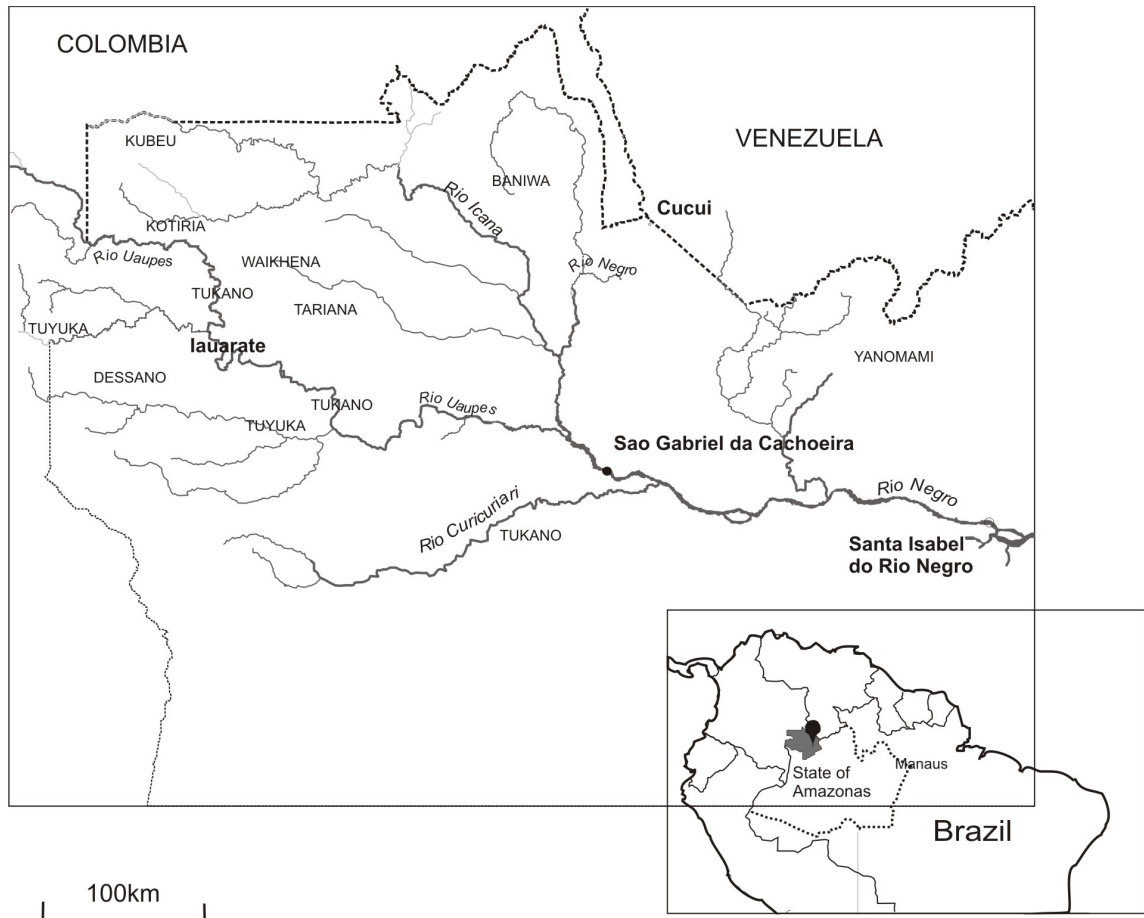 COLOMBIA
VENEZUELA
KUBEU
BANIWA
Rio Icana
Cucui
KOTIRIA
Rio Uaupes
WAIKHENA
Rio Negro
TUKANO
TARIANA
TUYUKA
Iauarate
YANOMAMI
DESSANO
TUKANO
Rio Uaupes
TUYUKA
Sao Gabriel da Cachoeira
Rio Negro
Rio Curicuriari
TUKANO
Santa Isabel
do Rio Negro
Manaus
State of
Amazonas
Brazil
100km